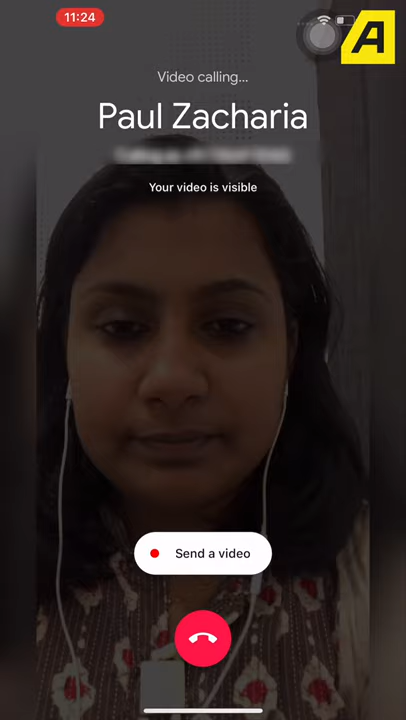 11:24
A
Video calling...
Paul Zacharia
Your video is visible
Send a video